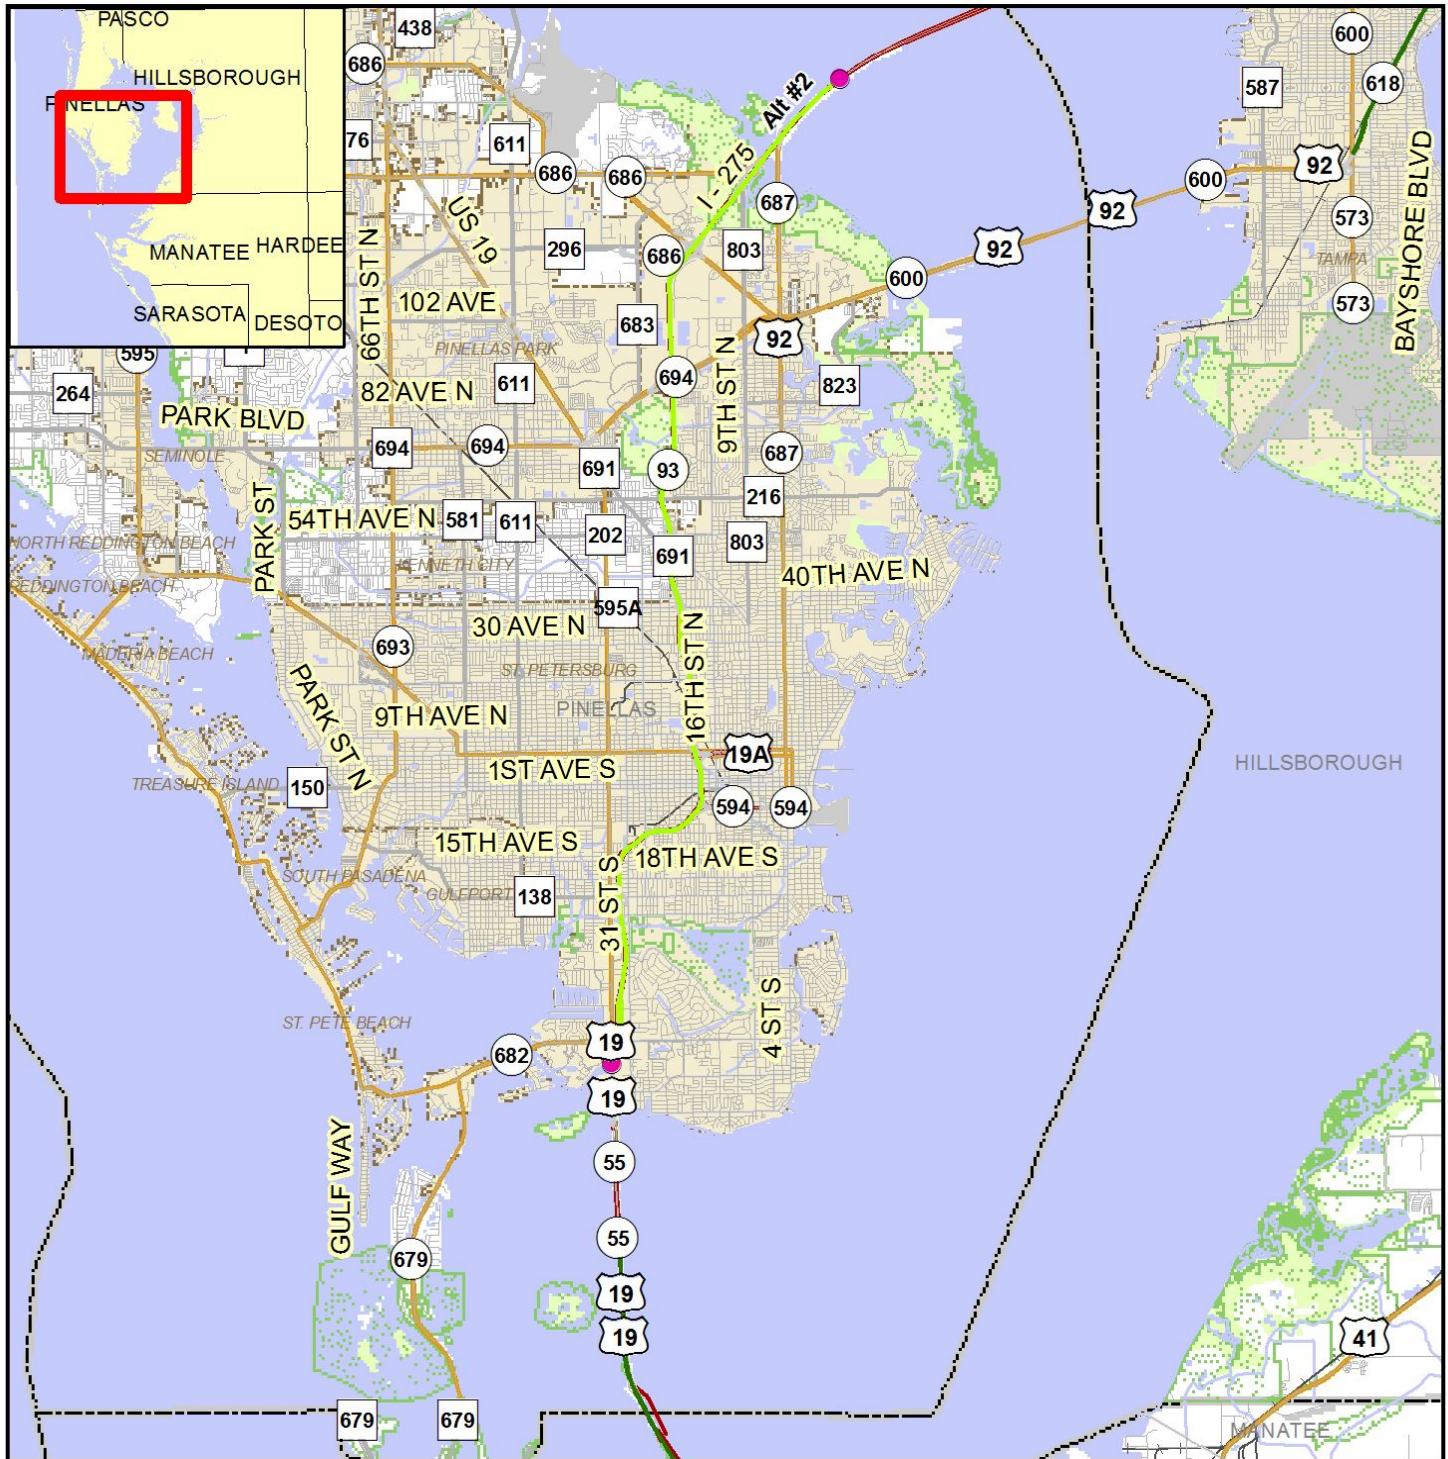 PASCO
HILLSBOROUGH
PINELLAS
MANATEE
HARDEE
SARASOTA
DESOTO
438
686
76
611
686
686
US 19
66TH ST N
296
102 AVE
I - 275
Alt #2
687
803
686
683
600
92
92
600
92
587
600
618
573
TAMPA
573
BAYSHORE BLVD
595
264
PARK BLVD
SEMINOLE
PINELLAS PARK
82 AVE N
611
694
92
9TH ST N
823
694
694
691
93
687
216
PARK ST
54TH AVE N
581
611
202
691
803
NORTH REDDINGTON BEACH
REDDINGTON BEACH
KENNETH CITY
40TH AVE N
595A
30 AVE N
693
MADERIA BEACH
ST. PETERSBURG
16TH ST N
PARK ST N
9TH AVE N
PINELLAS
19A
1ST AVE S
TREASURE ISLAND
150
594
594
HILLSBOROUGH
15TH AVE S
18TH AVE S
SOUTH PASADENA
GULFPORT
138
31 ST S
ST. PETE BEACH
4 ST S
19
682
19
GULF WAY
55
55
679
19
19
41
679
679
MANATEE